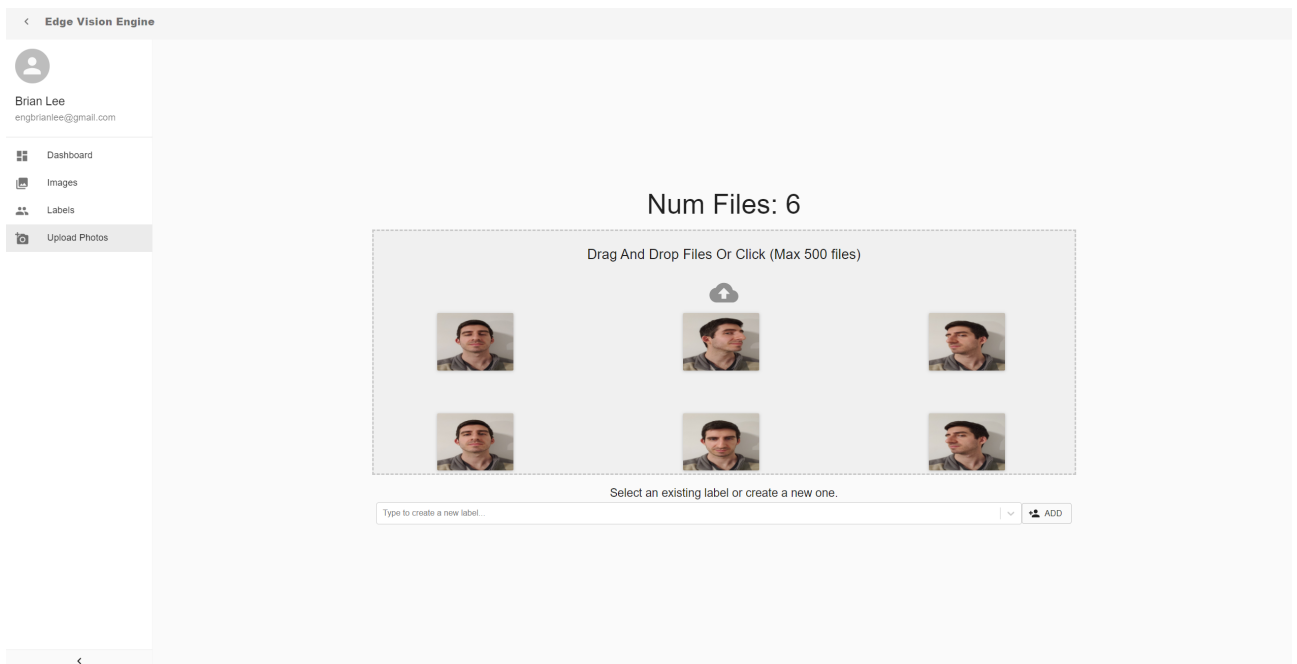 Edge Vision Engine
Brian Lee
engbrianlee@gmail.com
Dashboard
Images
Labels
Upload Photos
Num Files: 6
Drag And Drop Files Or Click (Max 500 files)
Select an existing label or create a new one.
Type to create a new label...
ADD